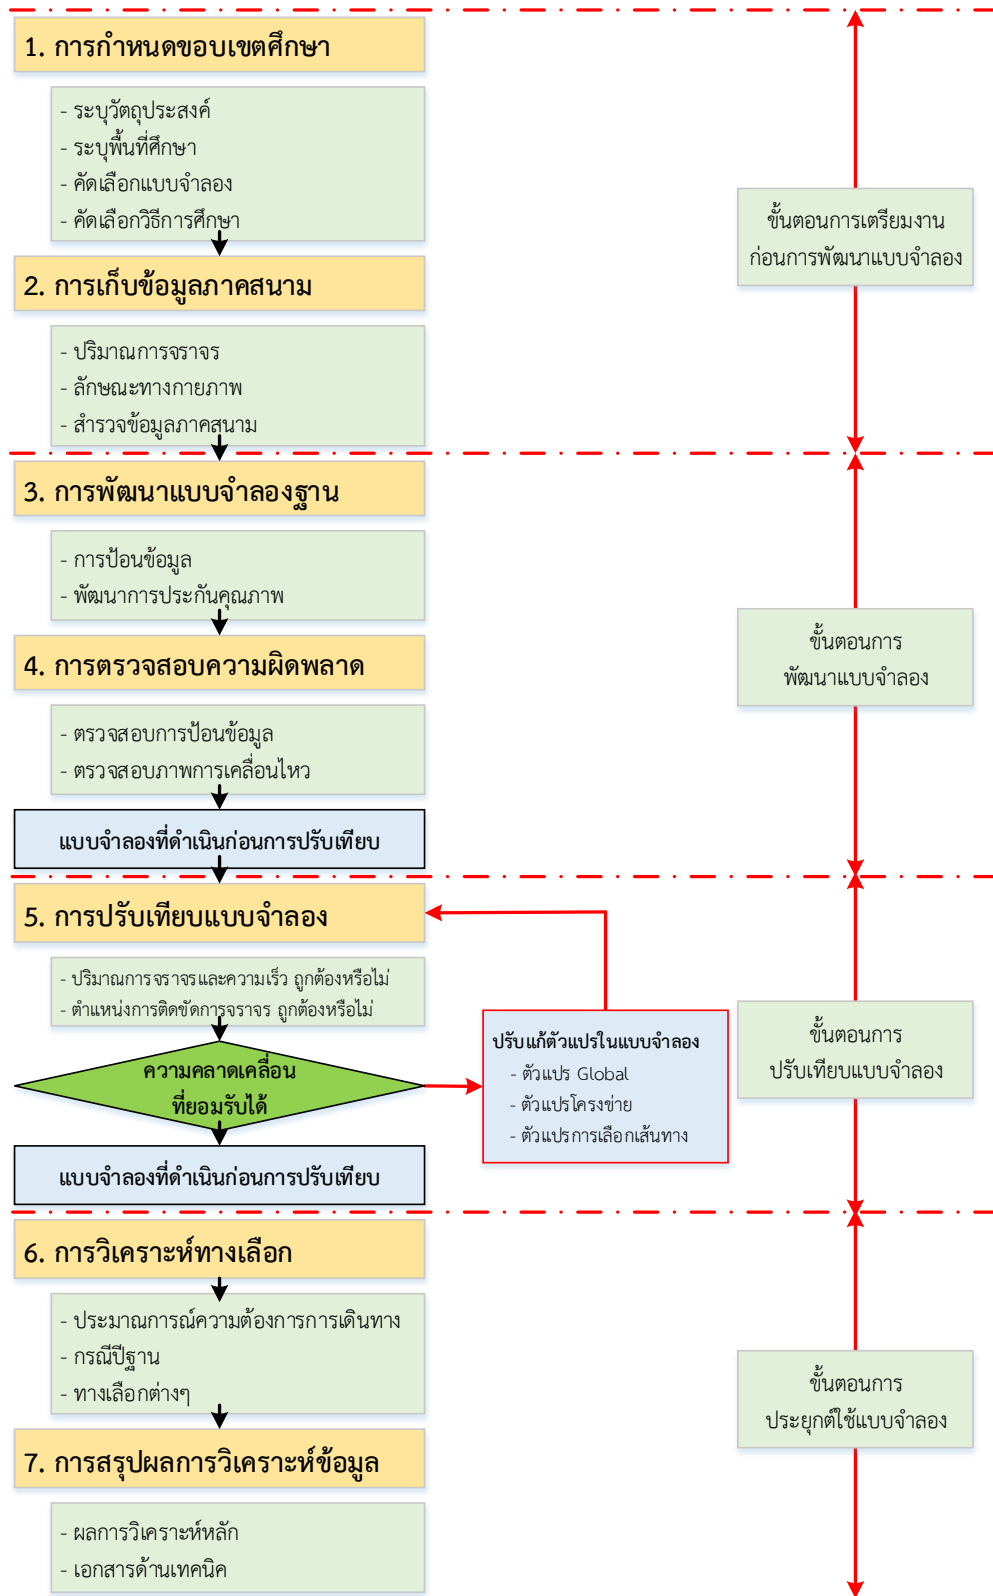 1. การกำหนดขอบเขตศึกษา
- ระบุวัตถุประสงค์
- ระบุพื้นที่ศึกษา
- คัดเลือกแบบจำลอง
- คัดเลือกวิธีการศึกษา
2. การเก็บข้อมูลภาคสนาม
- ปริมาณการจราจร
- ลักษณะทางกายภาพ
- สำรวจข้อมูลภาคสนาม
ขั้นตอนการเตรียมงาน
ก่อนการพัฒนาแบบจำลอง
3. การพัฒนาแบบจำลองฐาน
- การป้อนข้อมูล
- พัฒนาการประกันคุณภาพ
4. การตรวจสอบความผิดพลาด
- ตรวจสอบการป้อนข้อมูล
- ตรวจสอบภาพการเคลื่อนไหว
แบบจำลองที่ดำเนินก่อนการปรับเทียบ
ขั้นตอนการ
พัฒนาแบบจำลอง
5. การปรับเทียบแบบจำลอง
- ปริมาณการจราจรและความเร็ว ถูกต้องหรือไม่
- ตำแหน่งการติดขัดการจราจร ถูกต้องหรือไม่
ความคลาดเคลื่อน
ที่ยอมรับได้
ปรับแก้ตัวแปรในแบบจำลอง
- ตัวแปร Global
- ตัวแปรโครงข่าย
- ตัวแปรการเลือกเส้นทาง
แบบจำลองที่ดำเนินก่อนการปรับเทียบ
ขั้นตอนการ
ปรับเทียบแบบจำลอง
6. การวิเคราะห์ทางเลือก
- ประมาณการณ์ความต้องการการเดินทาง
- กรณีปีฐาน
- ทางเลือกต่างๆ
7. การสรุปผลการวิเคราะห์ข้อมูล
- ผลการวิเคราะห์หลัก
- เอกสารด้านเทคนิค
ขั้นตอนการ
ประยุกต์ใช้แบบจำลอง